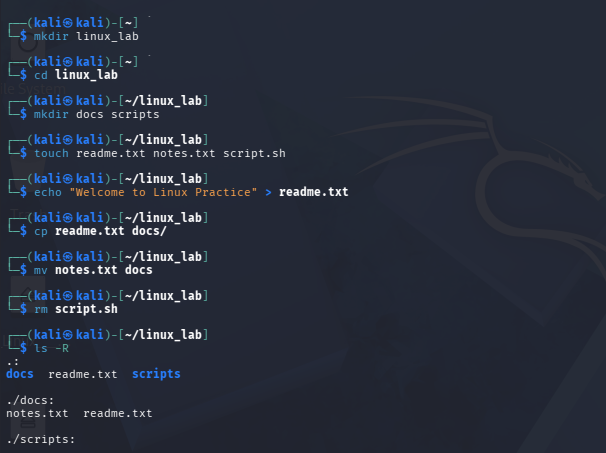 ┌──(kali㉿kali)-[~]
└─$ mkdir linux_lab
┌──(kali㉿kali)-[~]
└─$ cd linux_lab
┌──(kali㉿kali)-[~/linux_lab]
└─$ mkdir docs scripts
┌──(kali㉿kali)-[~/linux_lab]
└─$ touch readme.txt notes.txt script.sh
┌──(kali㉿kali)-[~/linux_lab]
└─$ echo "Welcome to Linux Practice" > readme.txt
┌──(kali㉿kali)-[~/linux_lab]
└─$ cp readme.txt docs/
┌──(kali㉿kali)-[~/linux_lab]
└─$ mv notes.txt docs
┌──(kali㉿kali)-[~/linux_lab]
└─$ rm script.sh
┌──(kali㉿kali)-[~/linux_lab]
└─$ ls -R
.:
docs  readme.txt  scripts
./docs:
notes.txt  readme.txt
./scripts: